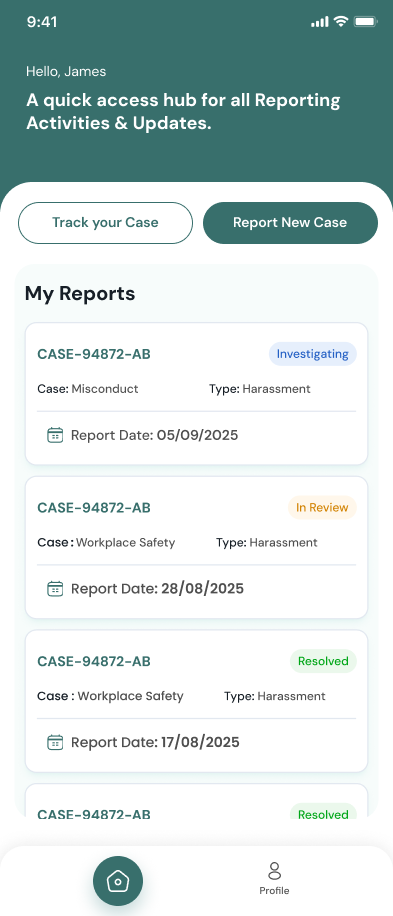 9:41
Hello, James
A quick access hub for all Reporting
Activities & Updates.
Track your Case
Report New Case
My Reports
CASE-94872-AB
Investigating
Case: Misconduct
Type: Harassment
Report Date: 05/09/2025
CASE-94872-AB
In Review
Case : Workplace Safety
Type: Harassment
Report Date: 28/08/2025
CASE-94872-AB
Resolved
Case : Workplace Safety
Type: Harassment
Report Date: 17/08/2025
CASE-94872-AB
Resolved
Profile